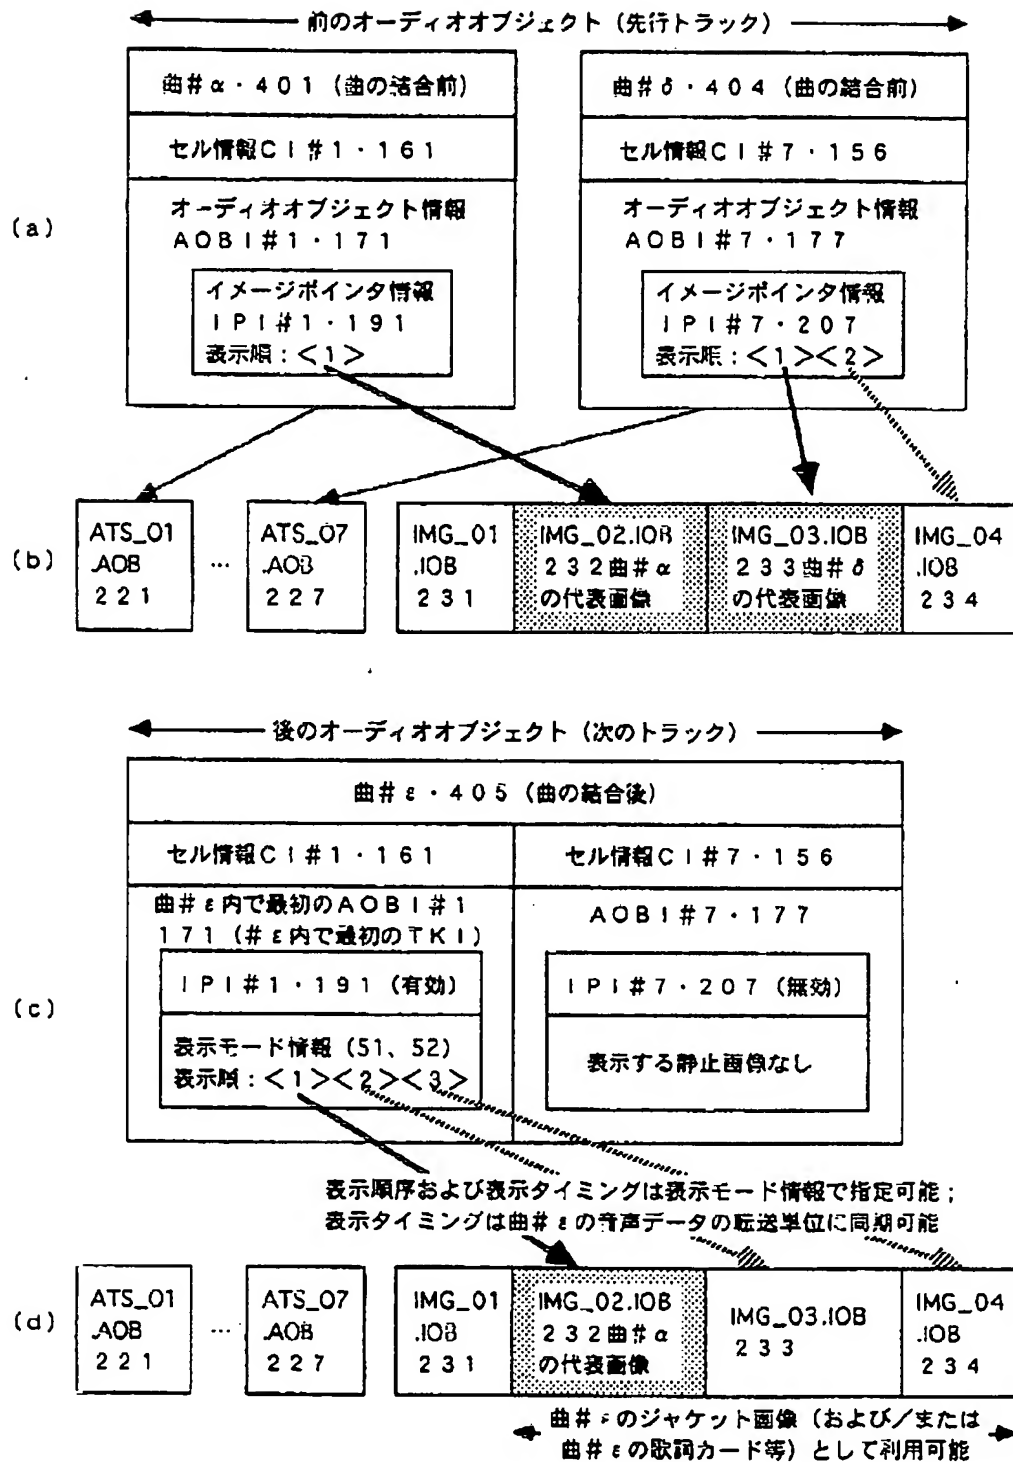 前のオーディオオブジェクト（先行トラック）
曲＃α・４０１（曲の結合前）
曲＃δ・４０４（曲の結合前）
セル情報ＣＩ＃１・１６１
セル情報ＣＩ＃７・１５６
(a)
オーディオオブジェクト情報
ＡＯＢＩ＃１・１７１
オーディオオブジェクト情報
ＡＯＢＩ＃７・１７７
イメージポインタ情報
ＩＰＩ＃１・１９１
表示順：＜１＞
イメージポインタ情報
ＩＰＩ＃７・２０７
表示順：＜１＞＜２＞
(b)
ATS_01
.AOB
２２１
…
ATS_07
.AOB
２２７
IMG_01
.IOB
２３１
IMG_02.IOB
２３２曲＃α
の代表画像
IMG_03.IOB
２３３曲＃δ
の代表画像
IMG_04
.IOB
２３４
後のオーディオオブジェクト（次のトラック）
曲＃ε・４０５（曲の結合後）
セル情報ＣＩ＃１・１６１
セル情報ＣＩ＃７・１５６
(c)
曲＃ε内で最初のＡＯＢＩ＃１
１７１（＃ε内で最初のＴＫＩ）
ＡＯＢＩ＃７・１７７
ＩＰＩ＃１・１９１（有効）
ＩＰＩ＃７・２０７（無効）
表示モード情報（51、52）
表示順：＜１＞＜２＞＜３＞
表示する静止画像なし
表示順序および表示タイミングは表示モード情報で指定可能；
表示タイミングは曲＃εの音声データの転送単位に同期可能
(d)
ATS_01
.AOB
２２１
…
ATS_07
.AOB
２２７
IMG_01
.IOB
２３１
IMG_02.IOB
２３２曲＃α
の代表画像
IMG_03.IOB
２３３
IMG_04
.IOB
２３４
曲＃εのジャケット画像（および／または
曲＃εの歌詞カード等）として利用可能